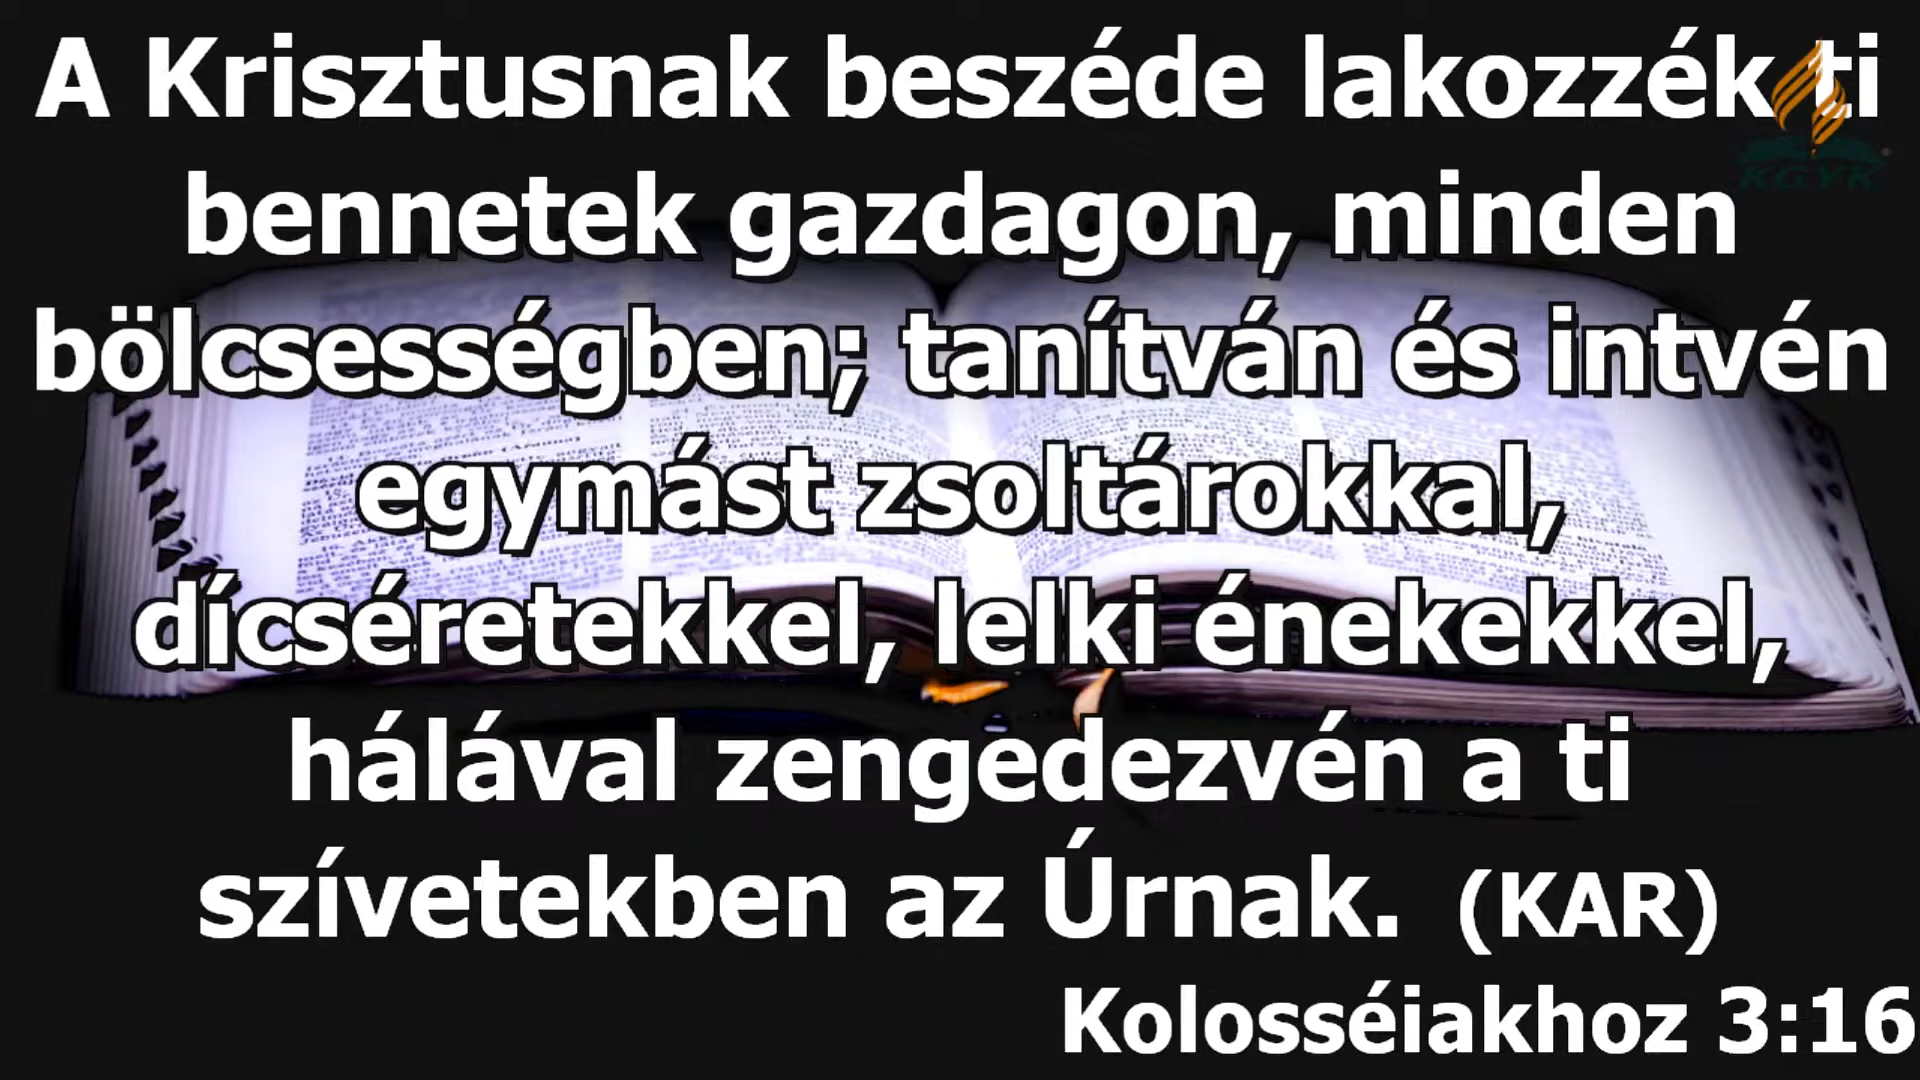 A Krisztusnak beszéde lakozzék ti
bennetek gazdagon, minden
bölcsességben; tanítván és intvén
egymást zsoltárokkal,
dícséretekkel, lelki énekekkel,
hálával zengedezvén a ti
szívetekben az Úrnak. (KAR)
Kolosséiakhoz 3:16
KGYK